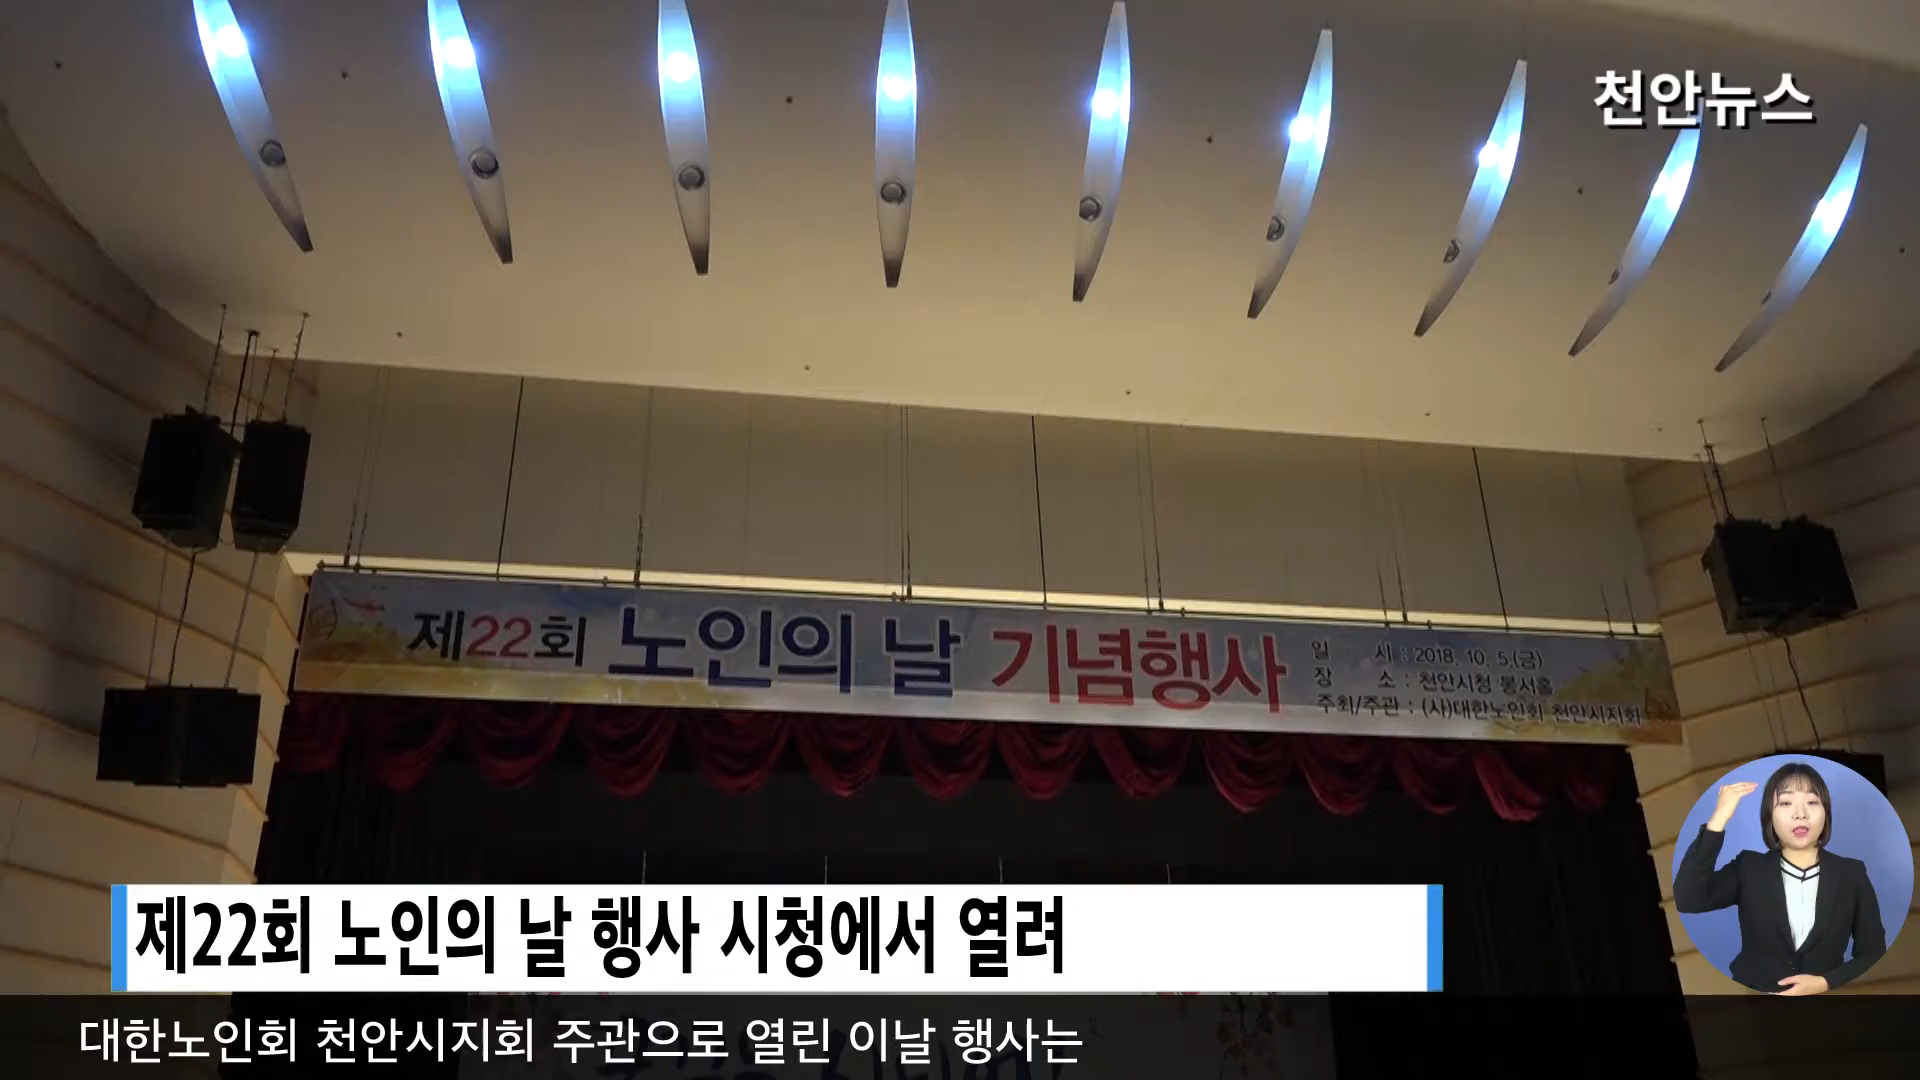 천안뉴스
제22회 노인의 날 기념행사
일 시 : 2018. 10. 5.(금)
장 소 : 천안시청 봉서홀
주최/주관 : (사)대한노인회 천안시지회
제22회 노인의 날 행사 시청에서 열려
대한노인회 천안시지회 주관으로 열린 이날 행사는